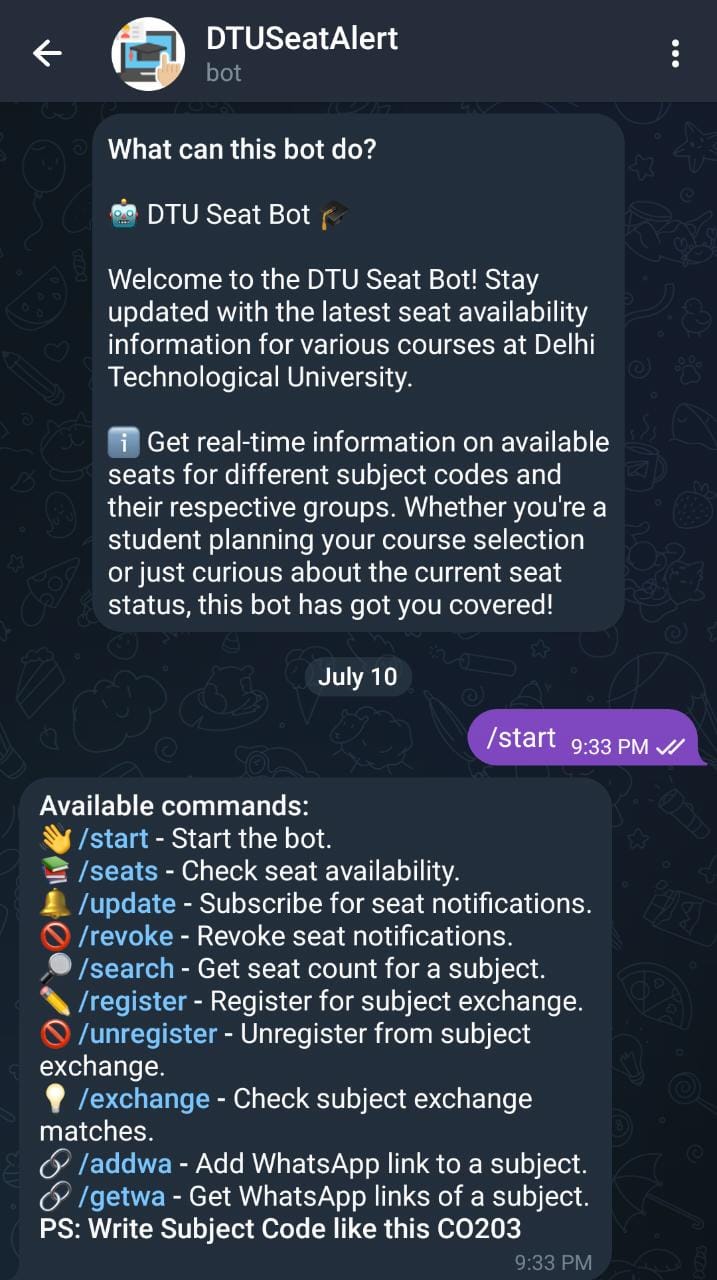 DTUSeatAlert
bot
What can this bot do?
🤖 DTU Seat Bot 🎓
Welcome to the DTU Seat Bot! Stay
updated with the latest seat availability
information for various courses at Delhi
Technological University.
ℹ️ Get real-time information on available
seats for different subject codes and
their respective groups. Whether you're a
student planning your course selection
or just curious about the current seat
status, this bot has got you covered!
July 10
/start 9:33 PM
Available commands:
👋 /start - Start the bot.
📚 /seats - Check seat availability.
🔔 /update - Subscribe for seat notifications.
🚫 /revoke - Revoke seat notifications.
🔎 /search - Get seat count for a subject.
✏️ /register - Register for subject exchange.
🚫 /unregister - Unregister from subject
exchange.
💡 /exchange - Check subject exchange
matches.
🔗 /addwa - Add WhatsApp link to a subject.
🔗 /getwa - Get WhatsApp links of a subject.
PS: Write Subject Code like this CO203
9:33 PM